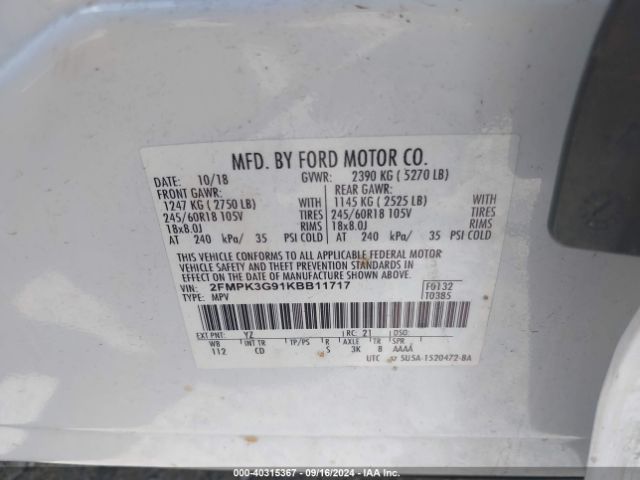 MFD. BY FORD MOTOR CO.
DATE: 10/18 GVWR: 2390 KG ( 5270 LB)
FRONT GAWR: REAR GAWR:
1247 KG ( 2750 LB) WITH 1145 KG ( 2525 LB) WITH
245/60R18 105V TIRES 245/60R18 105V TIRES
18x8.0J RIMS 18x8.0J RIMS
AT 240 kPa/ 35 PSI COLD AT 240 kPa/ 35 PSI COLD
THIS VEHICLE CONFORMS TO ALL APPLICABLE FEDERAL MOTOR
VEHICLE SAFETY AND THEFT PREVENTION STANDARDS IN EFFECT
ON THE DATE OF MANUFACTURE SHOWN ABOVE.
VIN: 2FMPK3G91KBB11717 F0132
TYPE: MPV T0385
EXT PNT: YZ RC: 21 DSO:
WB INT TR TP/PS R AXLE TR SPR
112 CD S 3K 8 AAAA
UTC 5U5A-1520472-BA
000-40315367 - 09/16/2024 - IAA Inc.